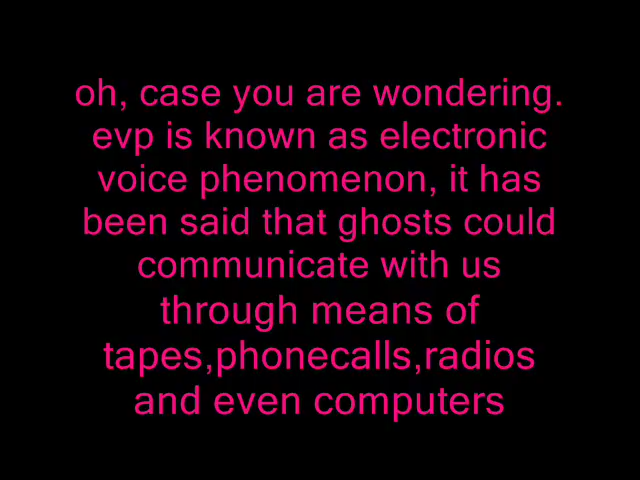 oh, case you are wondering.
evp is known as electronic
voice phenomenon, it has
been said that ghosts could
communicate with us
through means of
tapes,phonecalls,radios
and even computers